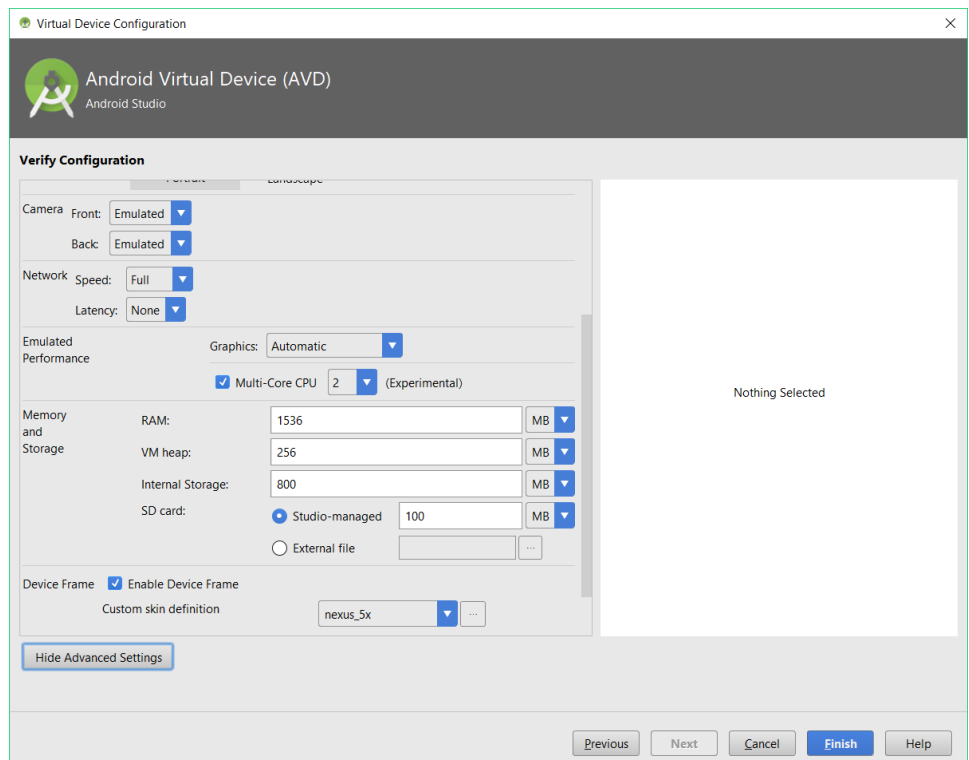 Virtual Device Configuration
Android Virtual Device (AVD)
Android Studio
Verify Configuration
Portrait Landscape
Camera Front: Emulated
Back: Emulated
Network Speed: Full
Latency: None
Emulated
Performance
Graphics: Automatic
Multi-Core CPU 2 (Experimental)
Memory
and
Storage
RAM: 1536 MB
VM heap: 256 MB
Internal Storage: 800 MB
SD card: Studio-managed 100 MB
External file ...
Device Frame Enable Device Frame
Custom skin definition nexus_5x ...
Nothing Selected
Hide Advanced Settings
Previous Next Cancel Finish Help